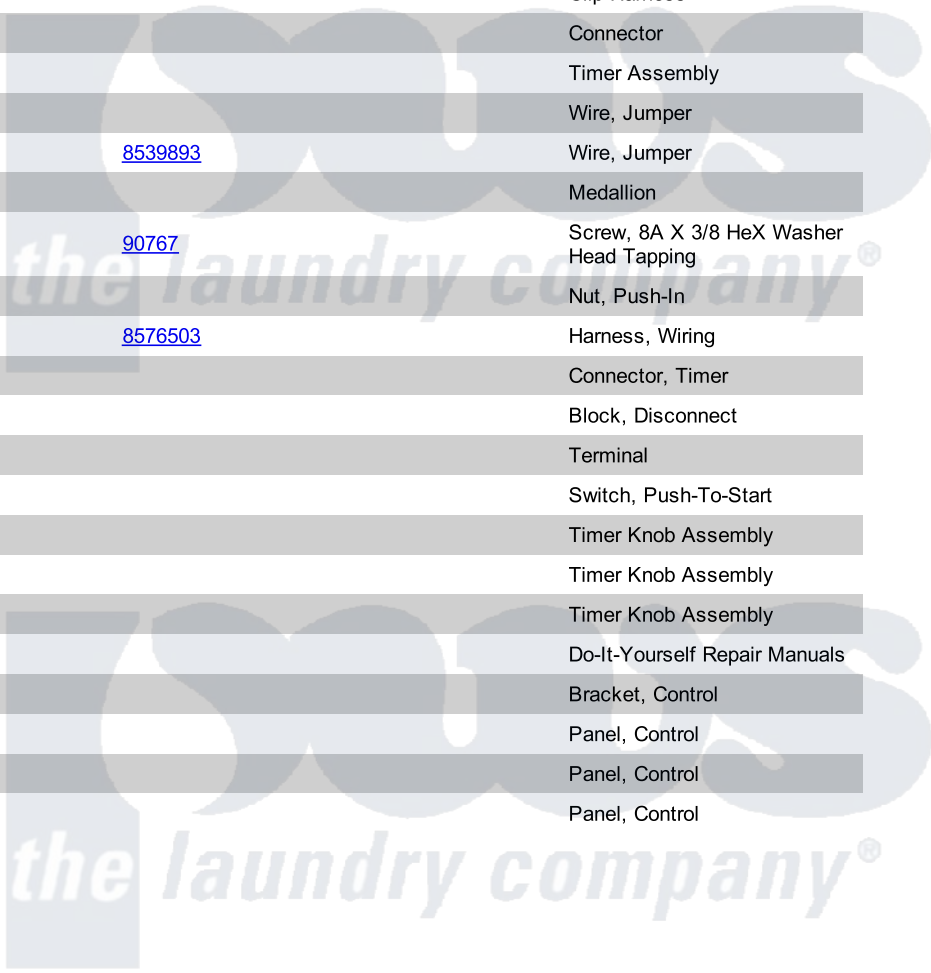 Connector
Timer Assembly
Wire, Jumper
8539893 Wire, Jumper
Medallion
90767 Screw, 8A X 3/8 HeX Washer
Head Tapping
the laundry company®
Nut, Push-In
8576503 Harness, Wiring
Connector, Timer
Block, Disconnect
Terminal
Switch, Push-To-Start
Timer Knob Assembly
Timer Knob Assembly
Timer Knob Assembly
Do-It-Yourself Repair Manuals
Bracket, Control
Panel, Control
Panel, Control
Panel, Control
the laundry company®